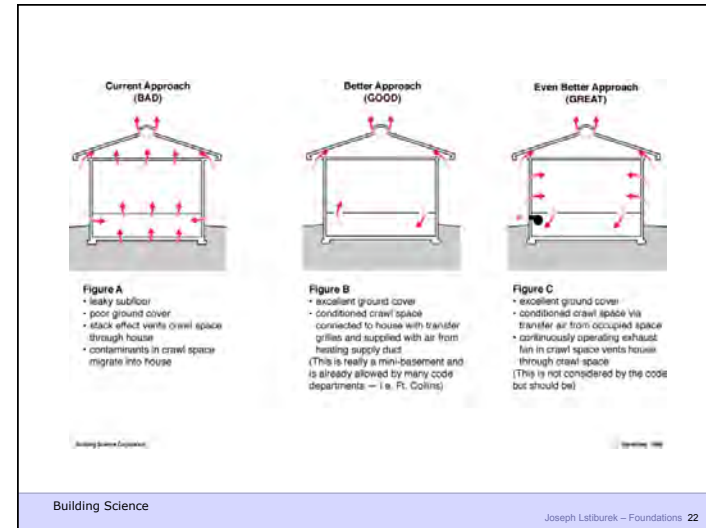 Current Approach
(BAD)
Figure A
• leaky subfloor
• poor ground cover
• stack effect vents crawl space
through house
• contaminants in crawl space
migrate into house
Better Approach
(GOOD)
Figure B
• excellent ground cover
• conditioned crawl space
connected to house with transfer
grilles and supplied with air from
heating supply duct
(This is really a mini-basement and
is already allowed by many code
departments — i.e. Ft. Collins)
Even Better Approach
(GREAT)
Figure C
• excellent ground cover
• conditioned crawl space via
transfer air from occupied space
• continuously operating exhaust
fan in crawl space vents house
through crawl space
(This is not considered by the code
but should be)
Building Science Corporation
Building Science
Joseph Lstiburek – Foundations 22